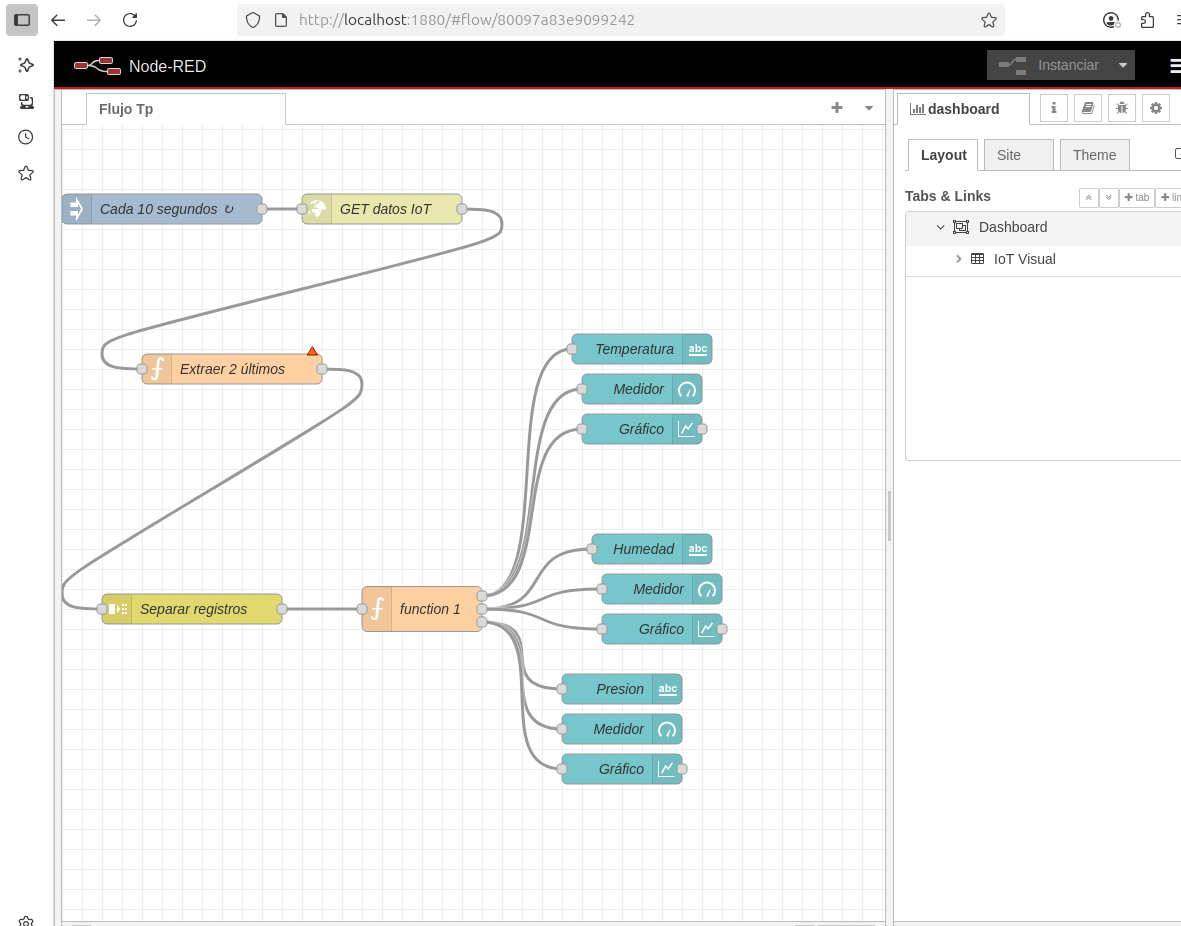 http://localhost:1880/#flow/80097a83e9099242
Node-RED
Instanciar
Flujo Tp
dashboard
Layout
Site
Theme
Cada 10 segundos ↻
GET datos IoT
Tabs & Links
+ tab
Dashboard
IoT Visual
Temperatura abc
Extraer 2 últimos
Medidor
Gráfico
Humedad abc
Medidor
Separar registros
function 1
Gráfico
Presion abc
Medidor
Gráfico